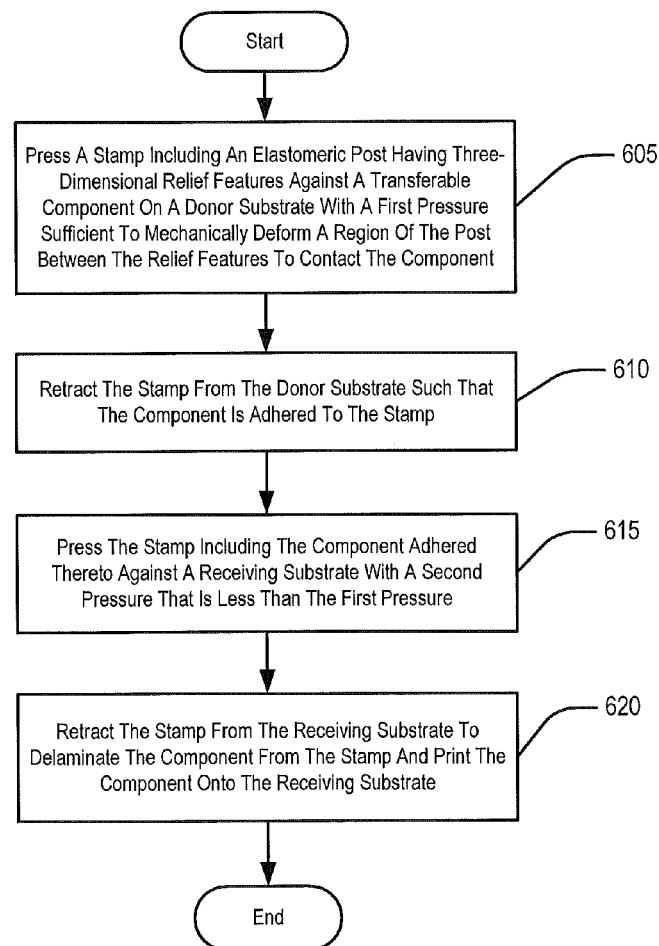 Start
Press A Stamp Including An Elastomeric Post Having Three-
Dimensional Relief Features Against A Transferable
Component On A Donor Substrate With A First Pressure
Sufficient To Mechanically Deform A Region Of The Post
Between The Relief Features To Contact The Component
605
Retract The Stamp From The Donor Substrate Such That
The Component Is Adhered To The Stamp
610
Press The Stamp Including The Component Adhered
Thereto Against A Receiving Substrate With A Second
Pressure That Is Less Than The First Pressure
615
Retract The Stamp From The Receiving Substrate To
Delaminate The Component From The Stamp And Print The
Component Onto The Receiving Substrate
620
End